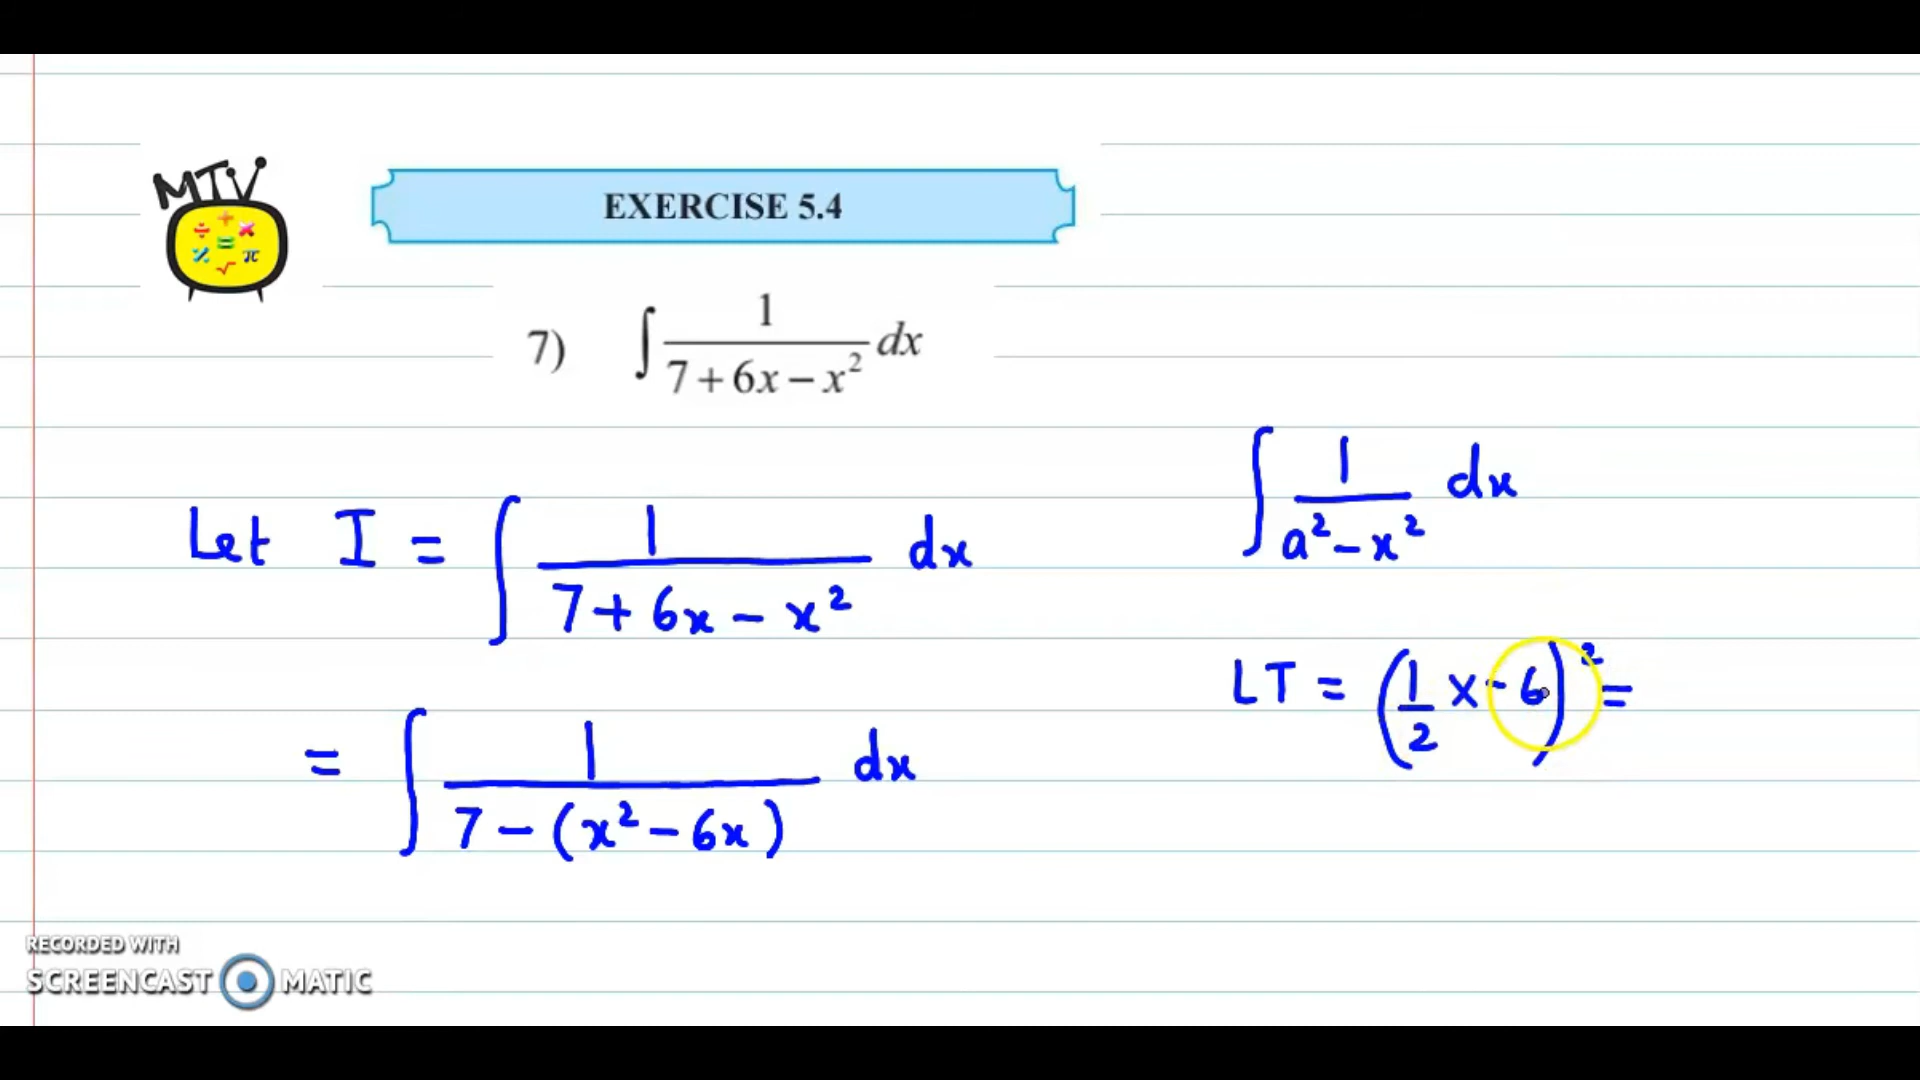 MTV
÷ + × = % π √
EXERCISE 5.4
7) ∫ 1/(7 + 6x − x²) dx
∫ 1/(a² − x²) dx
Let I = ∫ 1/(7 + 6x − x²) dx
LT = (1/2 × -6)² =
= ∫ 1/(7 − (x² − 6x)) dx
RECORDED WITH
SCREENCAST MATIC